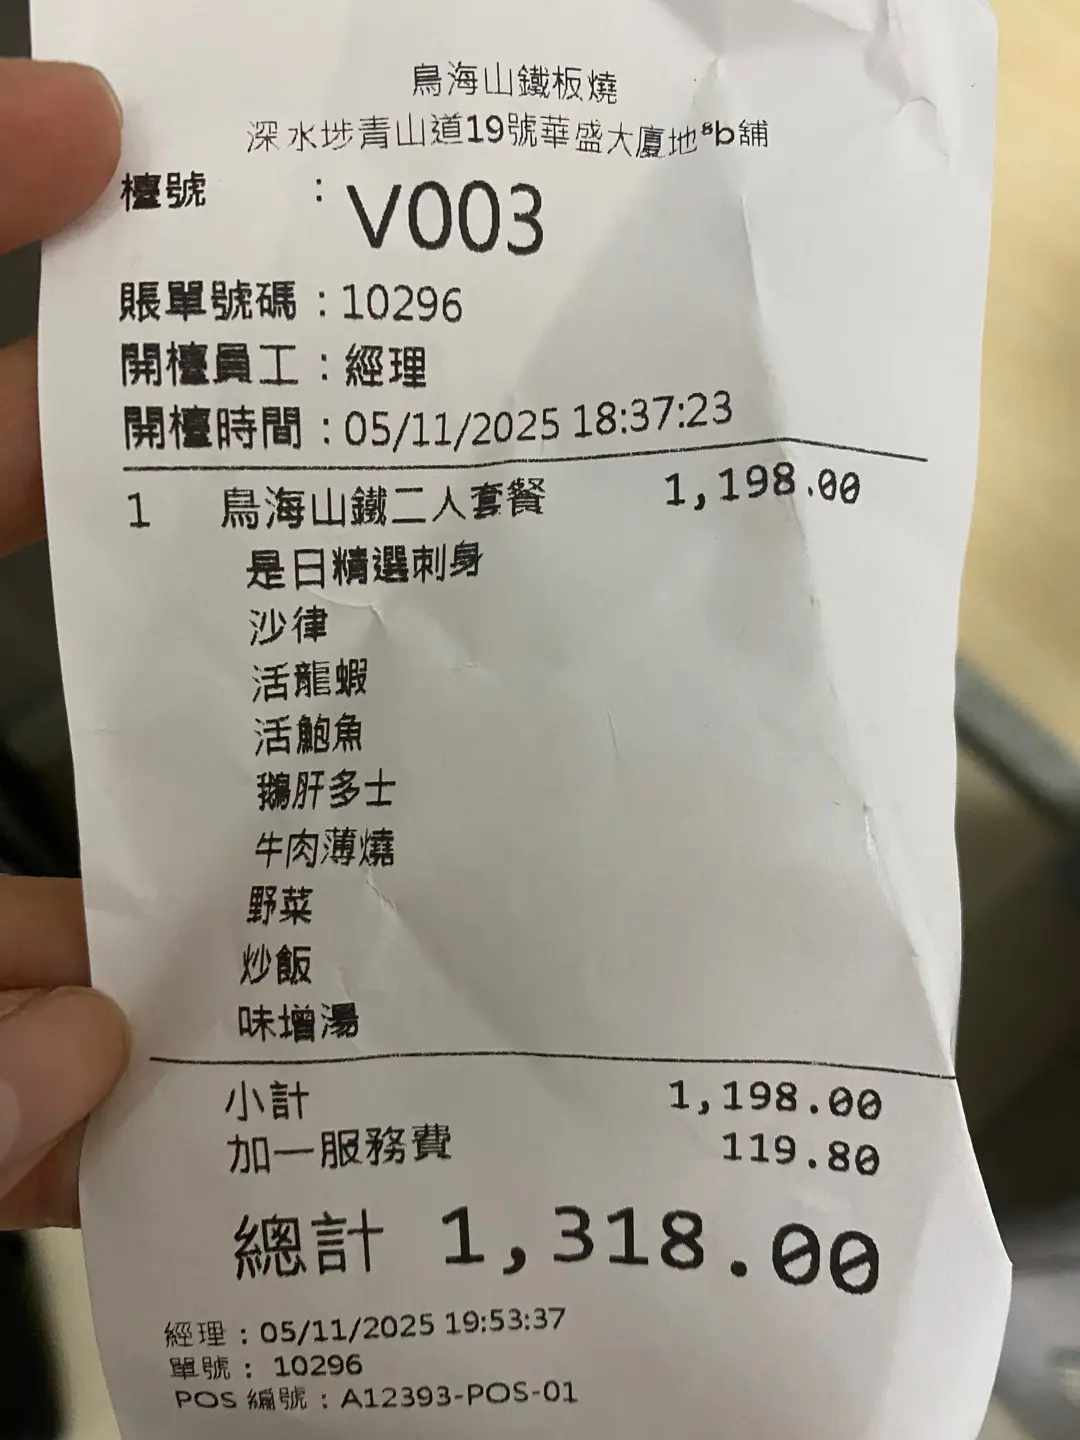 鳥海山鐵板燒
深水埗青山道19號華盛大廈地8b舖
檯號 : V003
賬單號碼 : 10296
開檯員工 : 經理
開檯時間 : 05/11/2025 18:37:23
1 鳥海山鐵二人套餐 1,198.00
是日精選刺身
沙律
活龍蝦
活鮑魚
鵝肝多士
牛肉薄燒
野菜
炒飯
味增湯
小計 1,198.00
加一服務費 119.80
總計 1,318.00
經理 : 05/11/2025 19:53:37
單號 : 10296
POS 編號 : A12393-POS-01